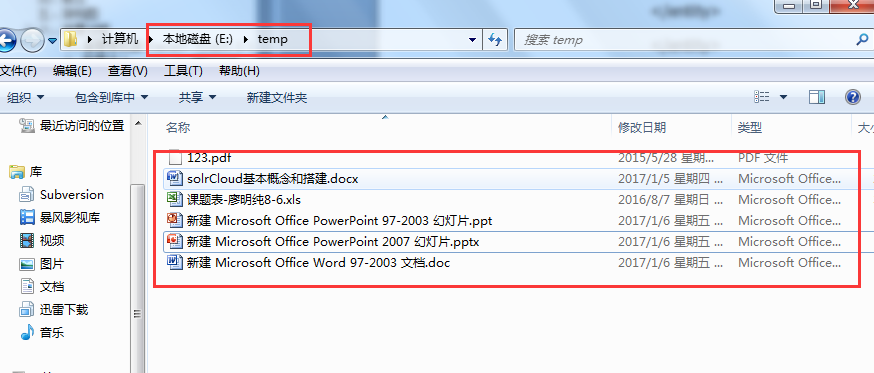 </entity>
计算机 本地磁盘 (E:) temp 搜索 temp
文件(F) 编辑(E) 查看(V) 工具(T) 帮助(H)
组织 包含到库中 共享 新建文件夹
最近访问的位置 名称 修改日期 类型 大小
123.pdf 2015/5/28 星期... PDF 文件
库
solrCloud基本概念和搭建.docx 2017/1/5 星期四 ... Microsoft Office...
Subversion
课题表-廖明纯8-6.xls 2016/8/7 星期日 ... Microsoft Office...
暴风影视库
新建 Microsoft Office PowerPoint 97-2003 幻灯片.ppt 2017/1/6 星期五 ... Microsoft Office...
视频
新建 Microsoft Office PowerPoint 2007 幻灯片.pptx 2017/1/6 星期五 ... Microsoft Office...
图片
新建 Microsoft Office Word 97-2003 文档.doc 2017/1/6 星期五 ... Microsoft Office...
文档
迅雷下载
音乐